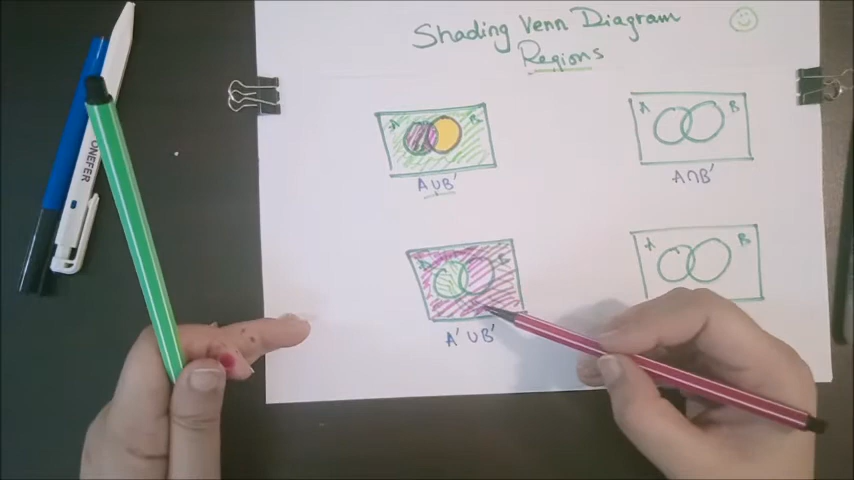 Shading Venn Diagram
Regions
A B
A∪B'
A B
A∩B'
A B
A'∪B'
A B
ONEFER